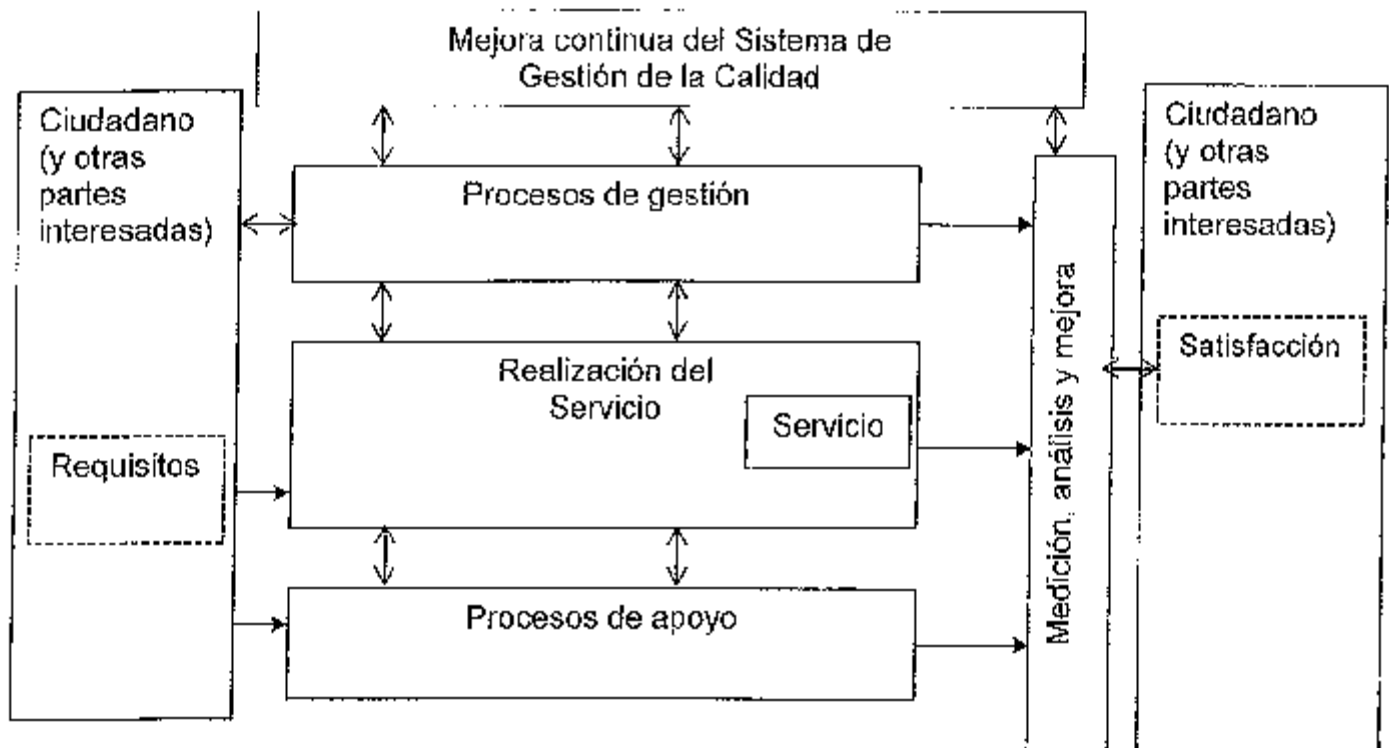 Mejora continua del Sistema de
Gestión de la Calidad
Ciudadano
(y otras
partes
interesadas)
Procesos de gestión
Realización del
Servicio
Servicio
Requisítos
Procesos de apoyo
Medición, análisis y mejora
Ciudadano
(y otras
partes
interesadas)
Satisfacción